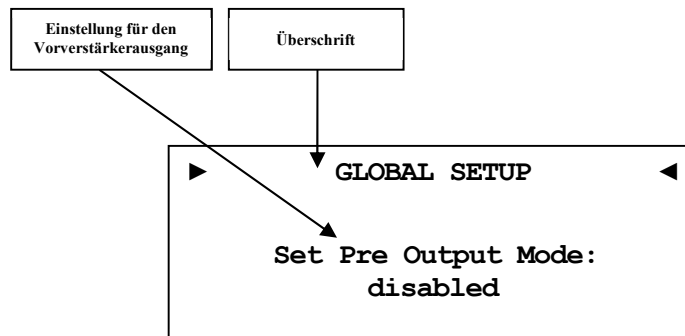 Einstellung für den
Vorverstärkerausgang
Überschrift
► GLOBAL SETUP ◄
Set Pre Output Mode:
disabled